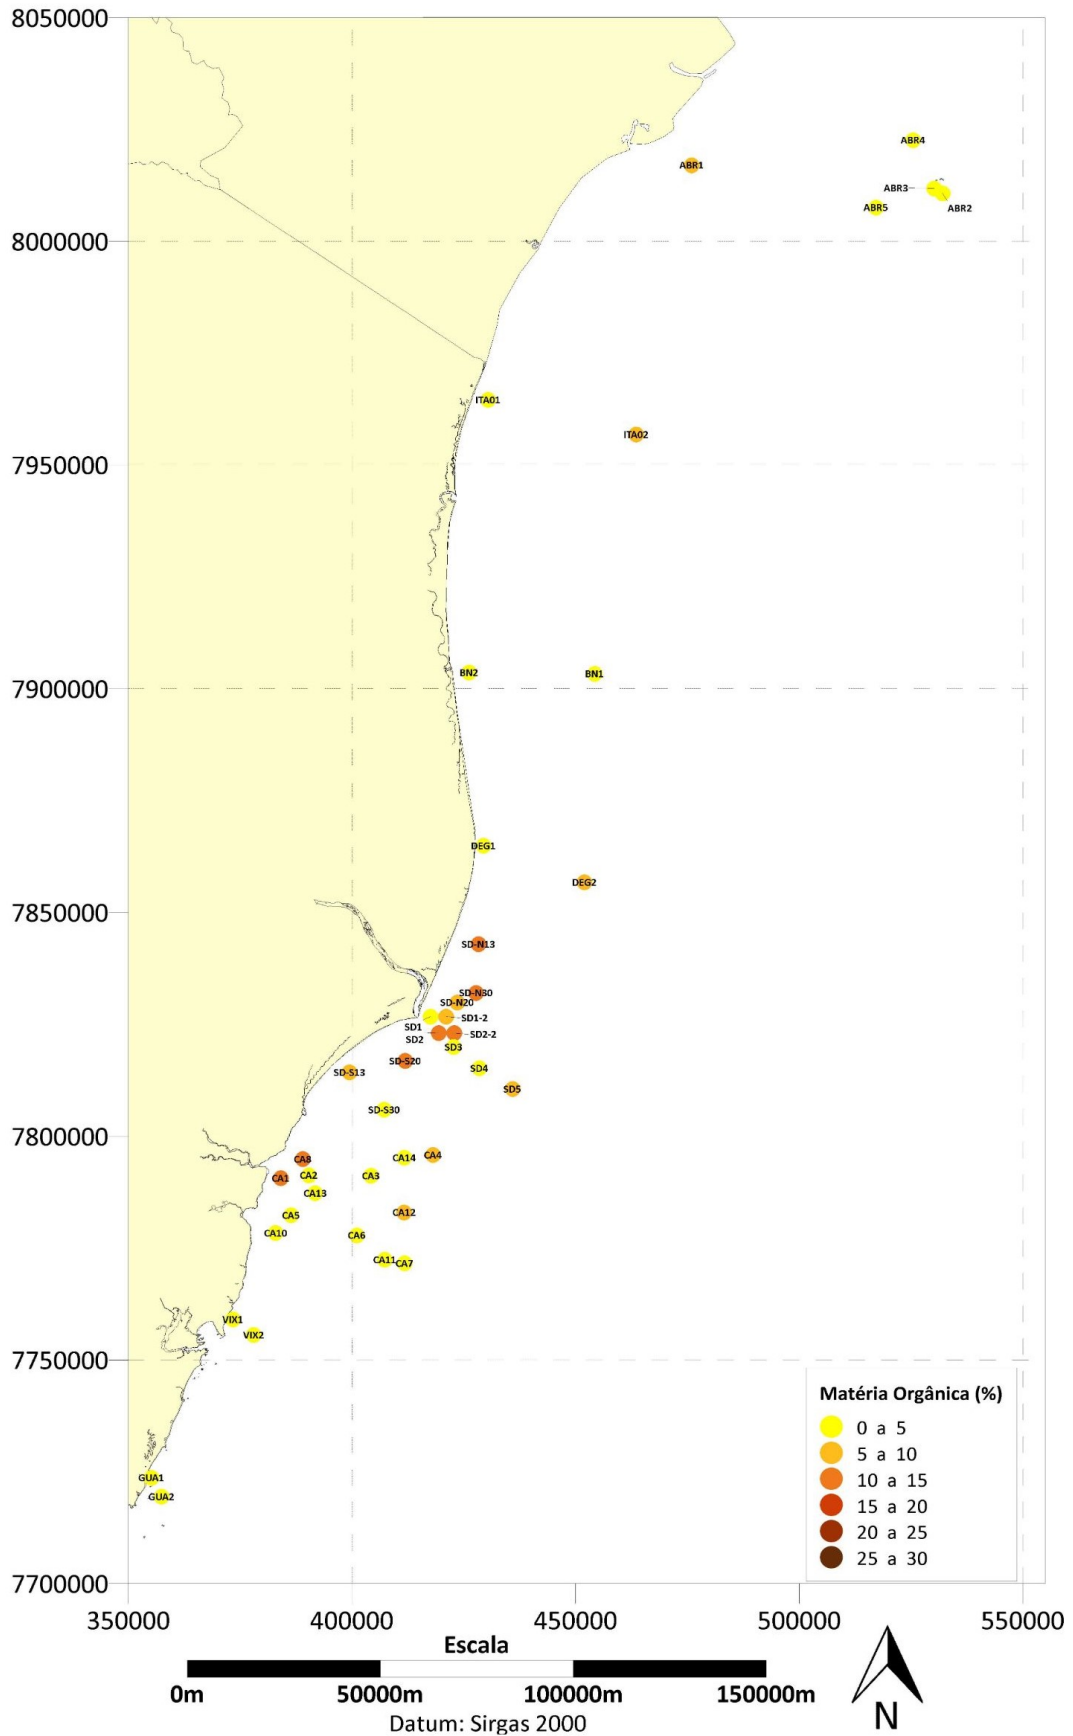 8050000
ABR4
ABR1
ABR3
ABR5
ABR2
8000000
ITA01
ITA02
7950000
BN2
BN1
7900000
DEG1
DEG2
7850000
SD-N13
SD-N30
SD-N20
SD1
SD1-2
SD2
SD2-2
SD3
SD-S20
SD4
SD-S13
SD5
SD-S30
7800000
CA8
CA14
CA4
CA1
CA2
CA3
CA13
CA5
CA12
CA10
CA6
CA11
CA7
VIX1
VIX2
7750000
Matéria Orgânica (%)
0 a 5
5 a 10
10 a 15
15 a 20
20 a 25
25 a 30
GUA1
GUA2
7700000
350000 400000 450000 500000 550000
Escala
0m 50000m 100000m 150000m
Datum: Sirgas 2000
N